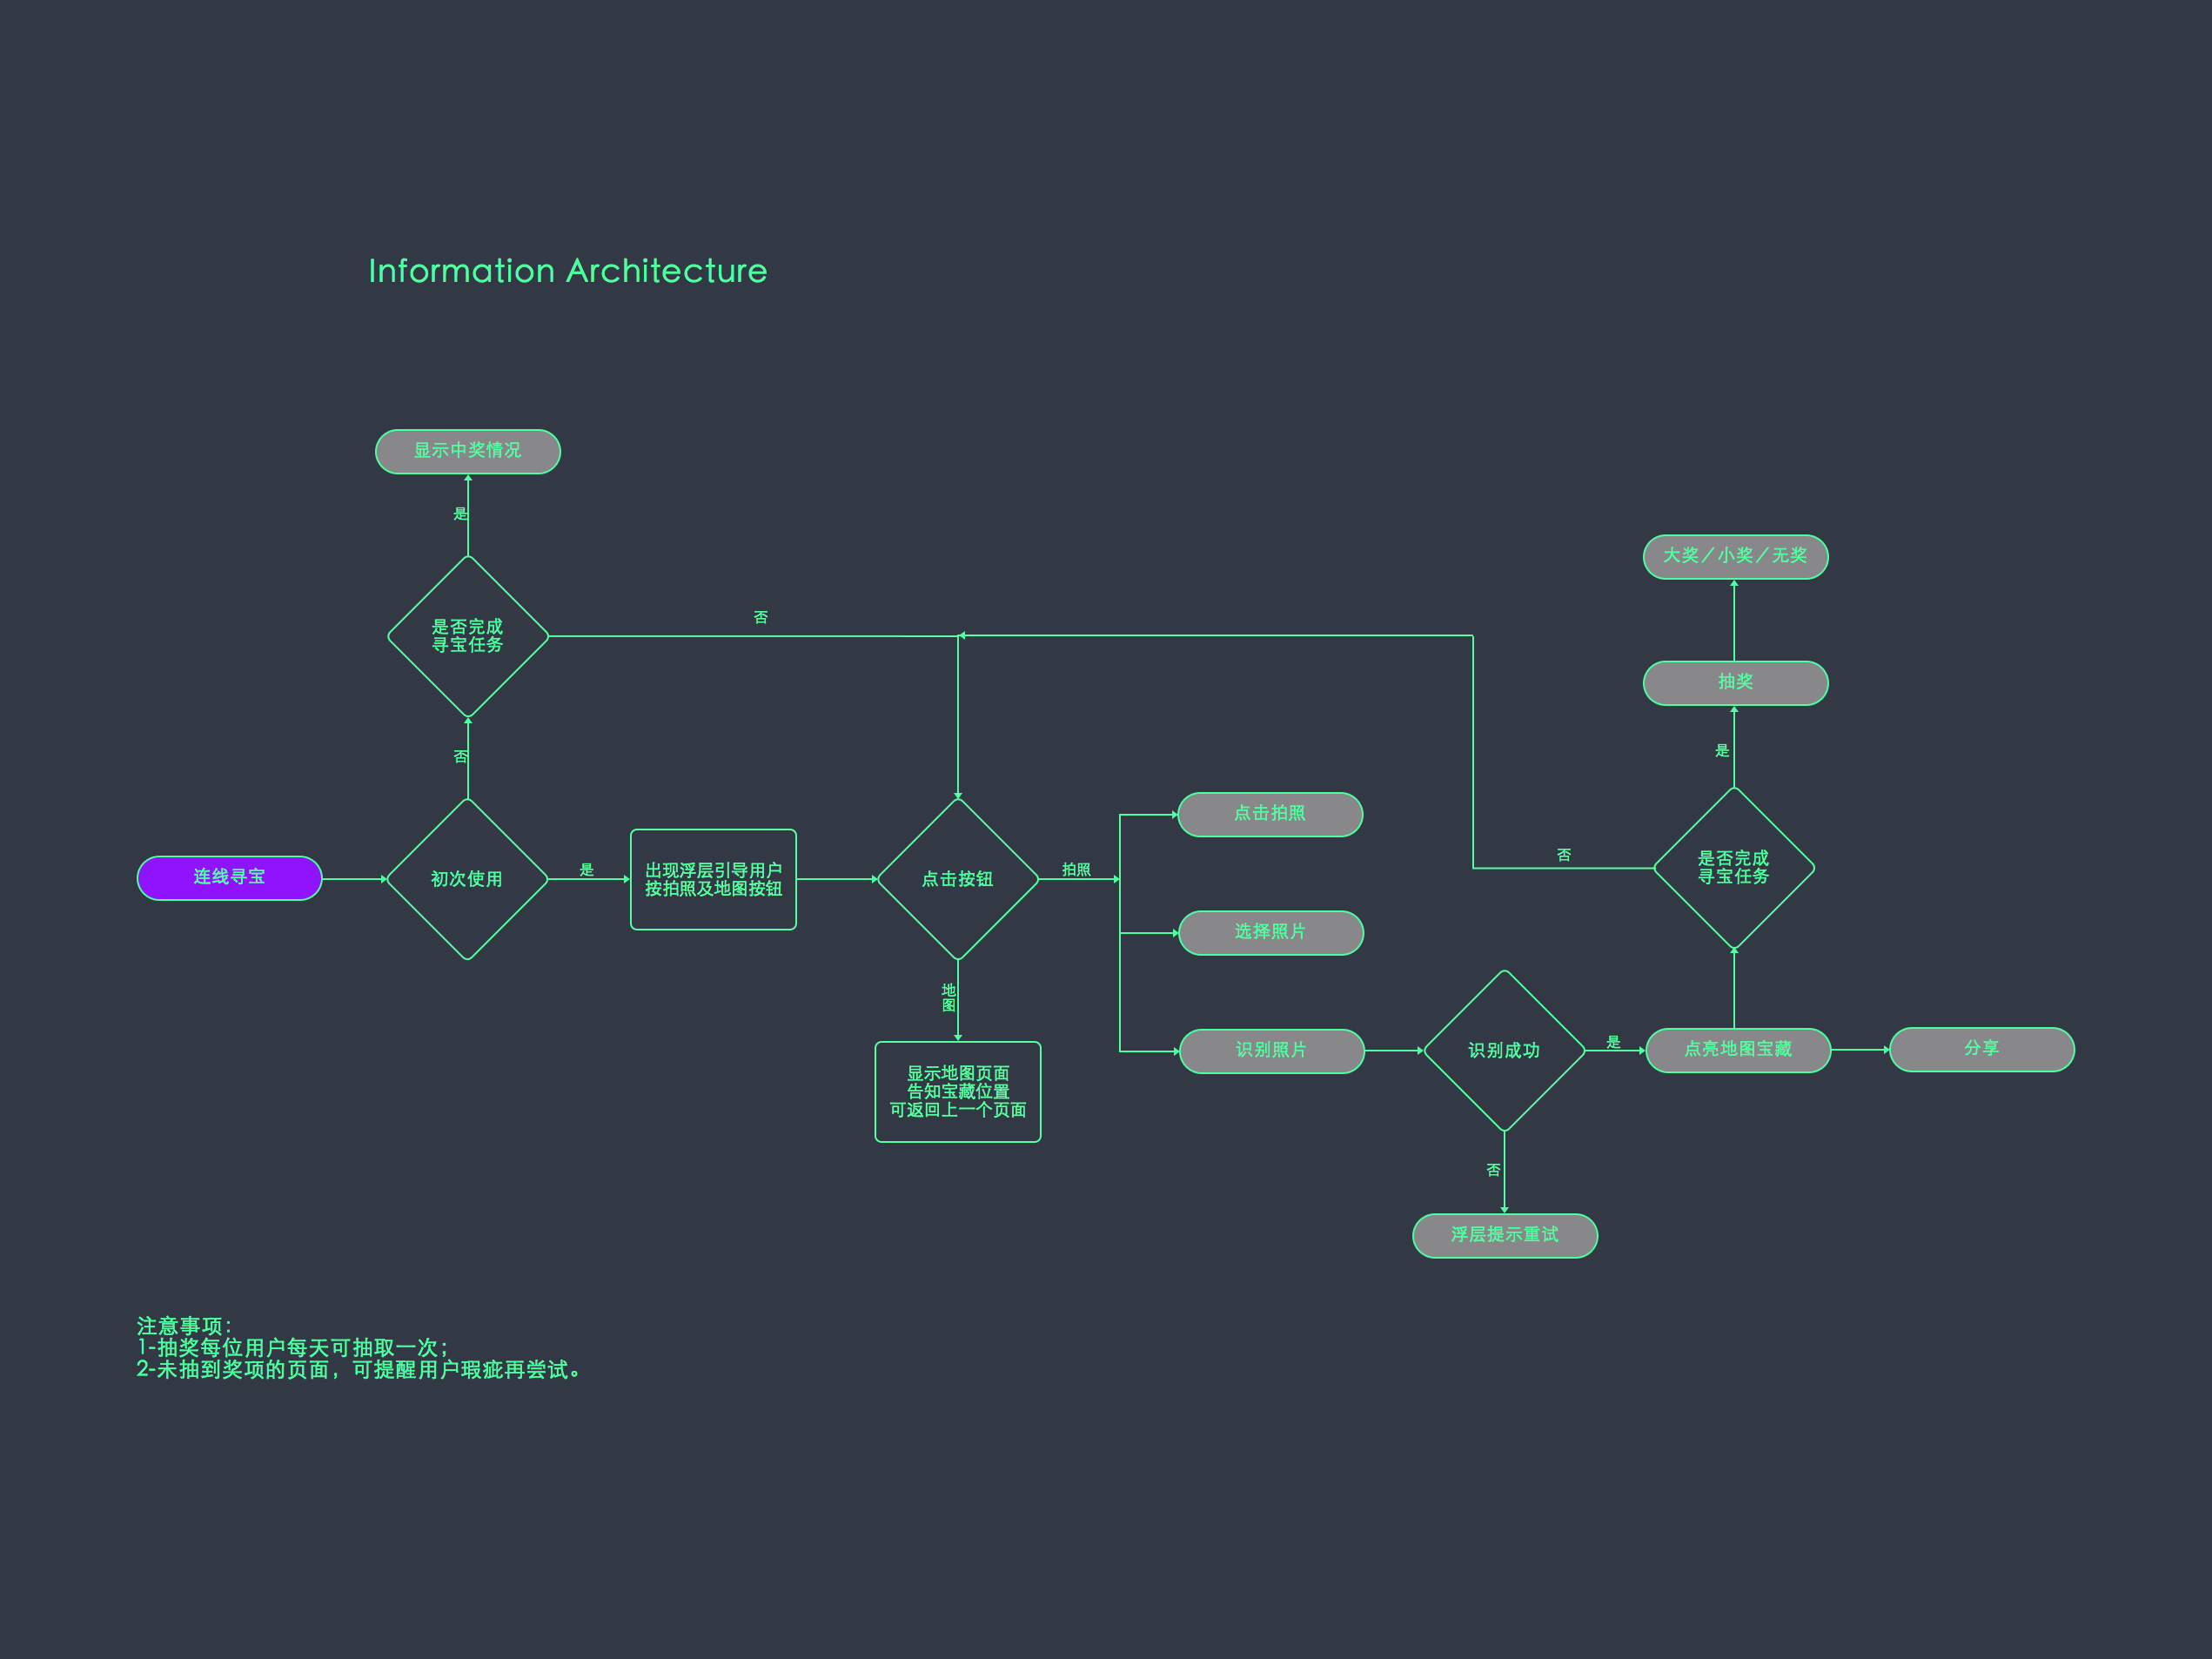 Information Architecture
显示中奖情况
是
大奖／小奖／无奖
是否完成
寻宝任务
否
抽奖
否
是
点击拍照
连线寻宝
初次使用
是
出现浮层引导用户
按拍照及地图按钮
点击按钮
拍照
否
是否完成
寻宝任务
选择照片
地
图
识别照片
识别成功
是
点亮地图宝藏
分享
显示地图页面
告知宝藏位置
可返回上一个页面
否
浮层提示重试
注意事项：
1-抽奖每位用户每天可抽取一次；
2-未抽到奖项的页面，可提醒用户瑕疵再尝试。